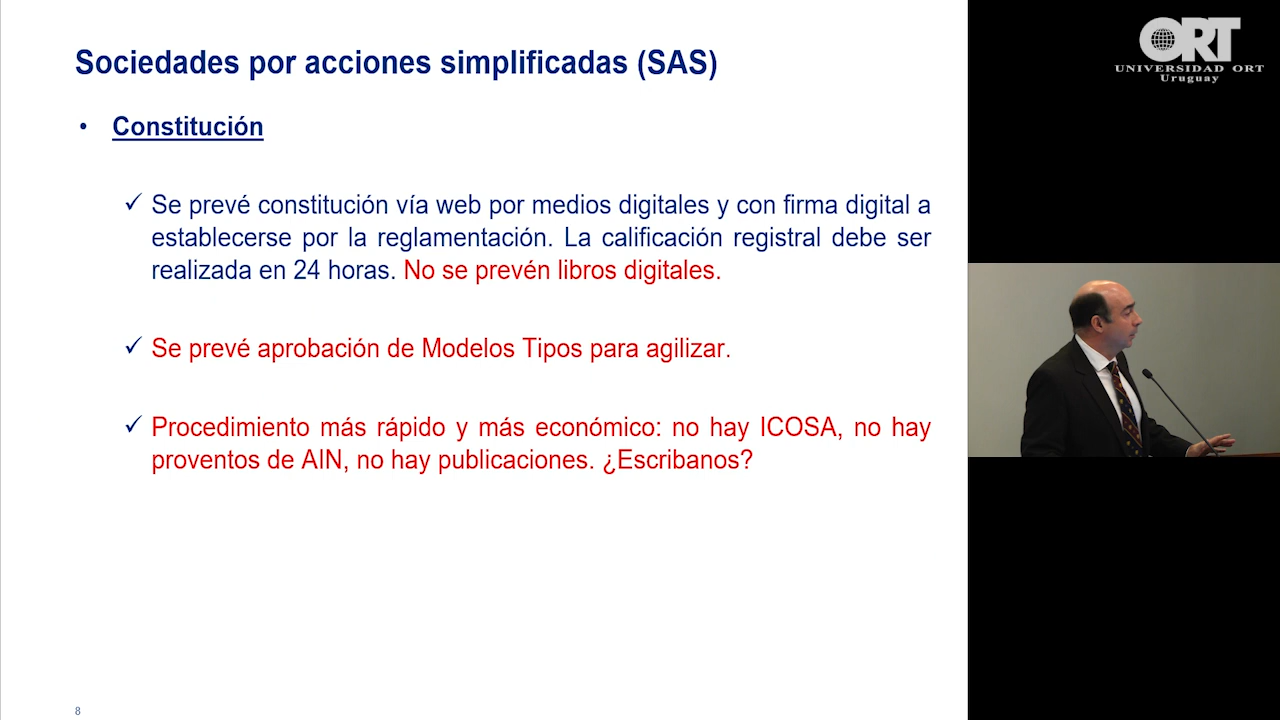 Sociedades por acciones simplificadas (SAS)
• Constitución
✓ Se prevé constitución vía web por medios digitales y con firma digital a
establecerse por la reglamentación. La calificación registral debe ser
realizada en 24 horas. No se prevén libros digitales.
✓ Se prevé aprobación de Modelos Tipos para agilizar.
✓ Procedimiento más rápido y más económico: no hay ICOSA, no hay
proventos de AIN, no hay publicaciones. ¿Escribanos?
8
ORT
UNIVERSIDAD ORT
Uruguay